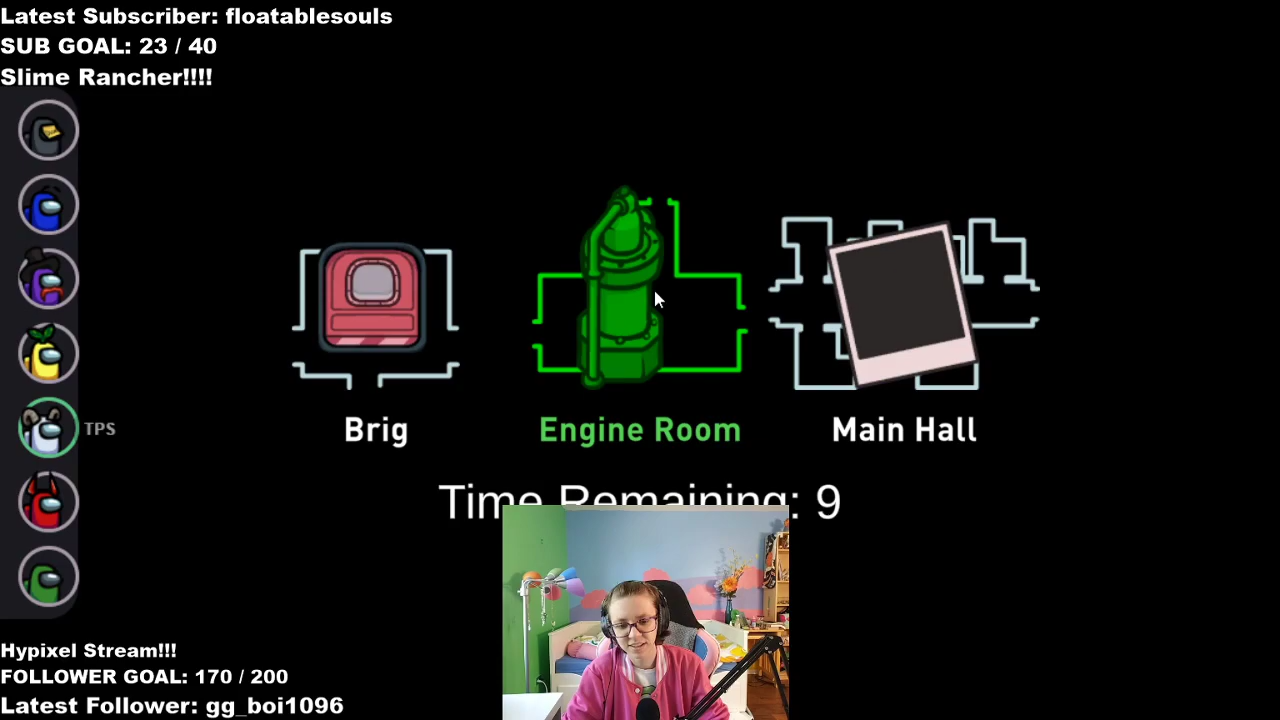 Latest Subscriber: floatablesouls
SUB GOAL: 23 / 40
Slime Rancher!!!!
TPS
Brig
Engine Room
Main Hall
Time Remaining: 9
Hypixel Stream!!!
FOLLOWER GOAL: 170 / 200
Latest Follower: gg_boi1096